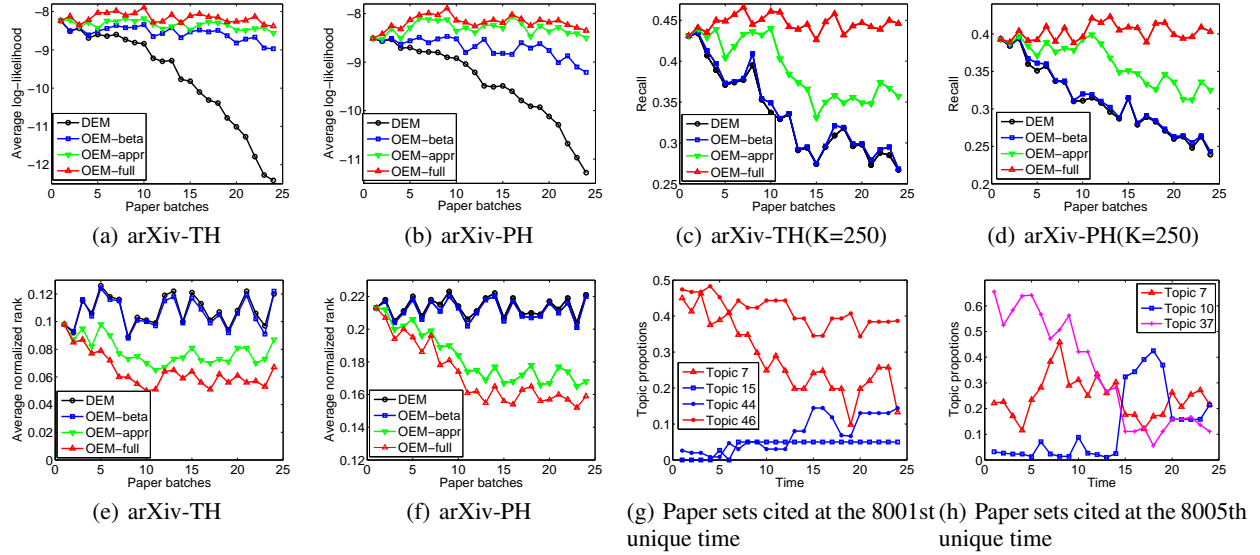 Average log-likelihood
−8
−9
−10
−11
−12
DEM
OEM−beta
OEM−appr
OEM−full
0 5 10 15 20 25
Paper batches
(a) arXiv-TH
Average log-likelihood
−8
−9
−10
−11
DEM
OEM−beta
OEM−appr
OEM−full
0 5 10 15 20 25
Paper batches
(b) arXiv-PH
Recall
0.45
0.4
0.35
0.3
0.25
DEM
OEM−beta
OEM−appr
OEM−full
0 5 10 15 20 25
Paper batches
(c) arXiv-TH(K=250)
Recall
0.45
0.4
0.35
0.3
0.25
0.2
DEM
OEM−beta
OEM−appr
OEM−full
0 5 10 15 20 25
Paper batches
(d) arXiv-PH(K=250)
Average normalized rank
0.12
0.1
0.08
0.06
0.04
0.02
0
DEM
OEM−beta
OEM−appr
OEM−full
0 5 10 15 20 25
Paper batches
(e) arXiv-TH
Average normalized rank
0.22
0.2
0.18
0.16
0.14
0.12
DEM
OEM−beta
OEM−appr
OEM−full
0 5 10 15 20 25
Paper batches
(f) arXiv-PH
Topic propotions
0.5
0.4
0.3
0.2
0.1
0
Topic 7
Topic 15
Topic 44
Topic 46
0 5 10 15 20 25
Time
(g) Paper sets cited at the 8001st
unique time
Topic propotions
0.7
0.6
0.5
0.4
0.3
0.2
0.1
0
Topic 7
Topic 10
Topic 37
0 5 10 15 20 25
Time
(h) Paper sets cited at the 8005th
unique time